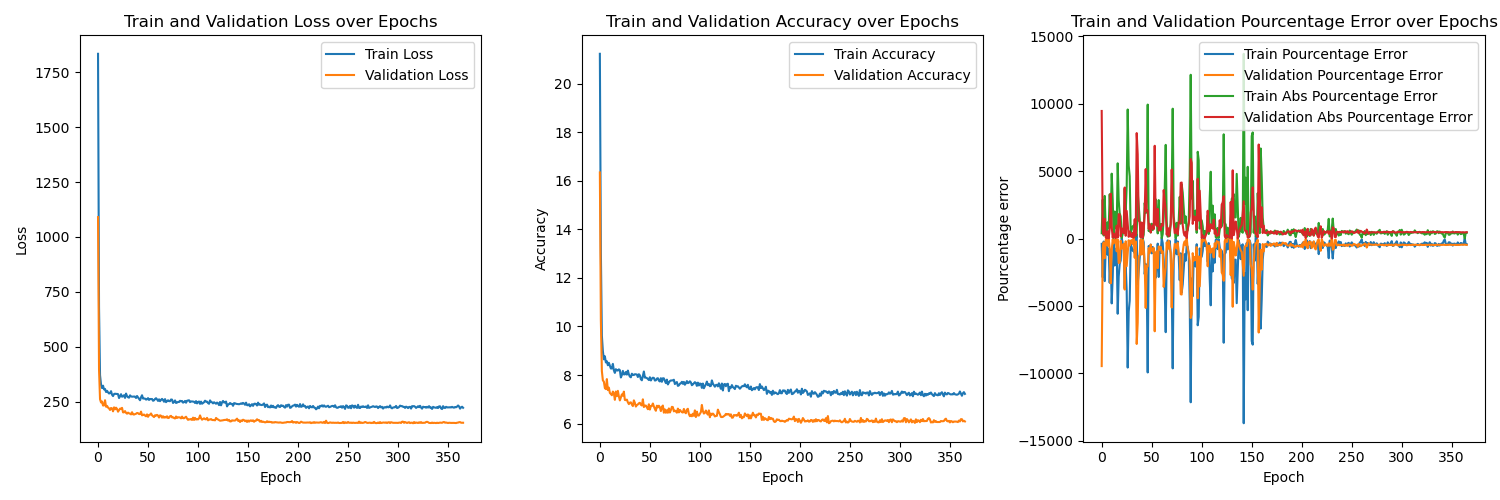 Train and Validation Loss over Epochs
Train Loss
Validation Loss
1750
1500
1250
1000
750
500
250
Loss
0 50 100 150 200 250 300 350
Epoch
Train and Validation Accuracy over Epochs
Train Accuracy
Validation Accuracy
20
18
16
14
12
10
8
6
Accuracy
0 50 100 150 200 250 300 350
Epoch
Train and Validation Pourcentage Error over Epochs
Train Pourcentage Error
Validation Pourcentage Error
Train Abs Pourcentage Error
Validation Abs Pourcentage Error
15000
10000
5000
0
−5000
−10000
−15000
Pourcentage error
0 50 100 150 200 250 300 350
Epoch